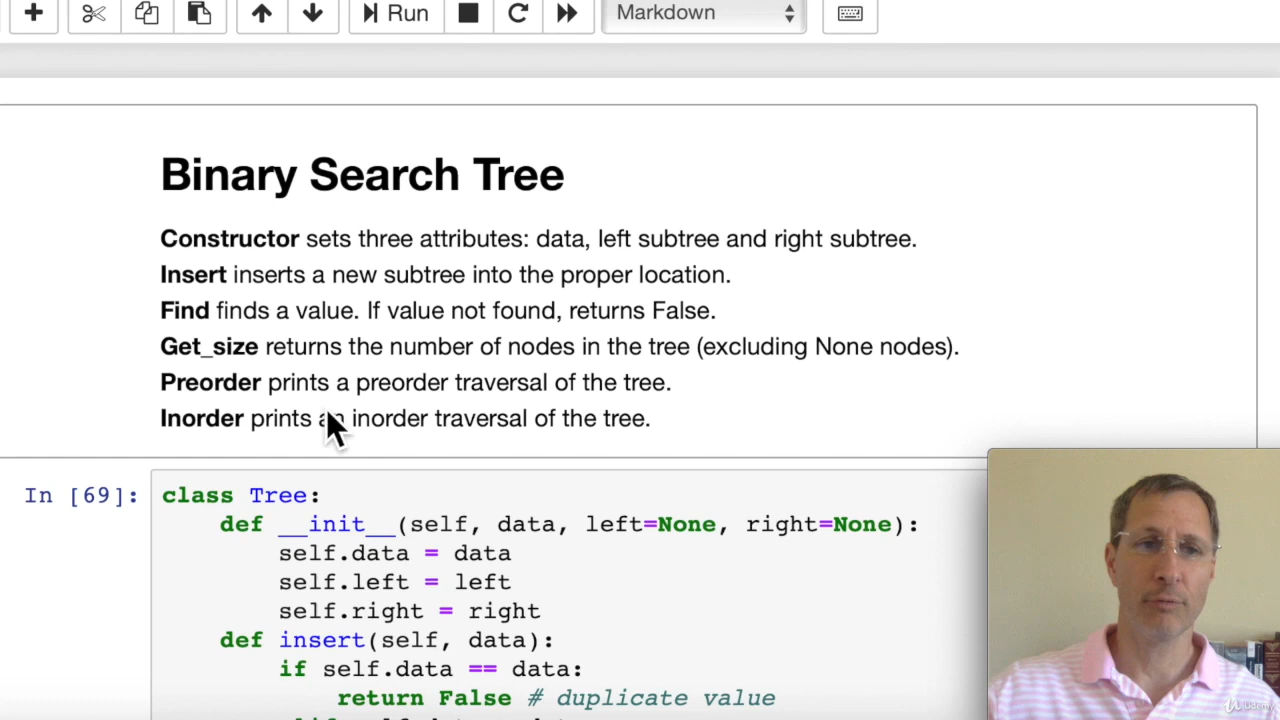 Run
Markdown
Binary Search Tree
Constructor sets three attributes: data, left subtree and right subtree.
Insert inserts a new subtree into the proper location.
Find finds a value. If value not found, returns False.
Get_size returns the number of nodes in the tree (excluding None nodes).
Preorder prints a preorder traversal of the tree.
Inorder prints an inorder traversal of the tree.
In [69]:
class Tree:
def __init__(self, data, left=None, right=None):
self.data = data
self.left = left
self.right = right
def insert(self, data):
if self.data == data:
return False # duplicate value
Udemy